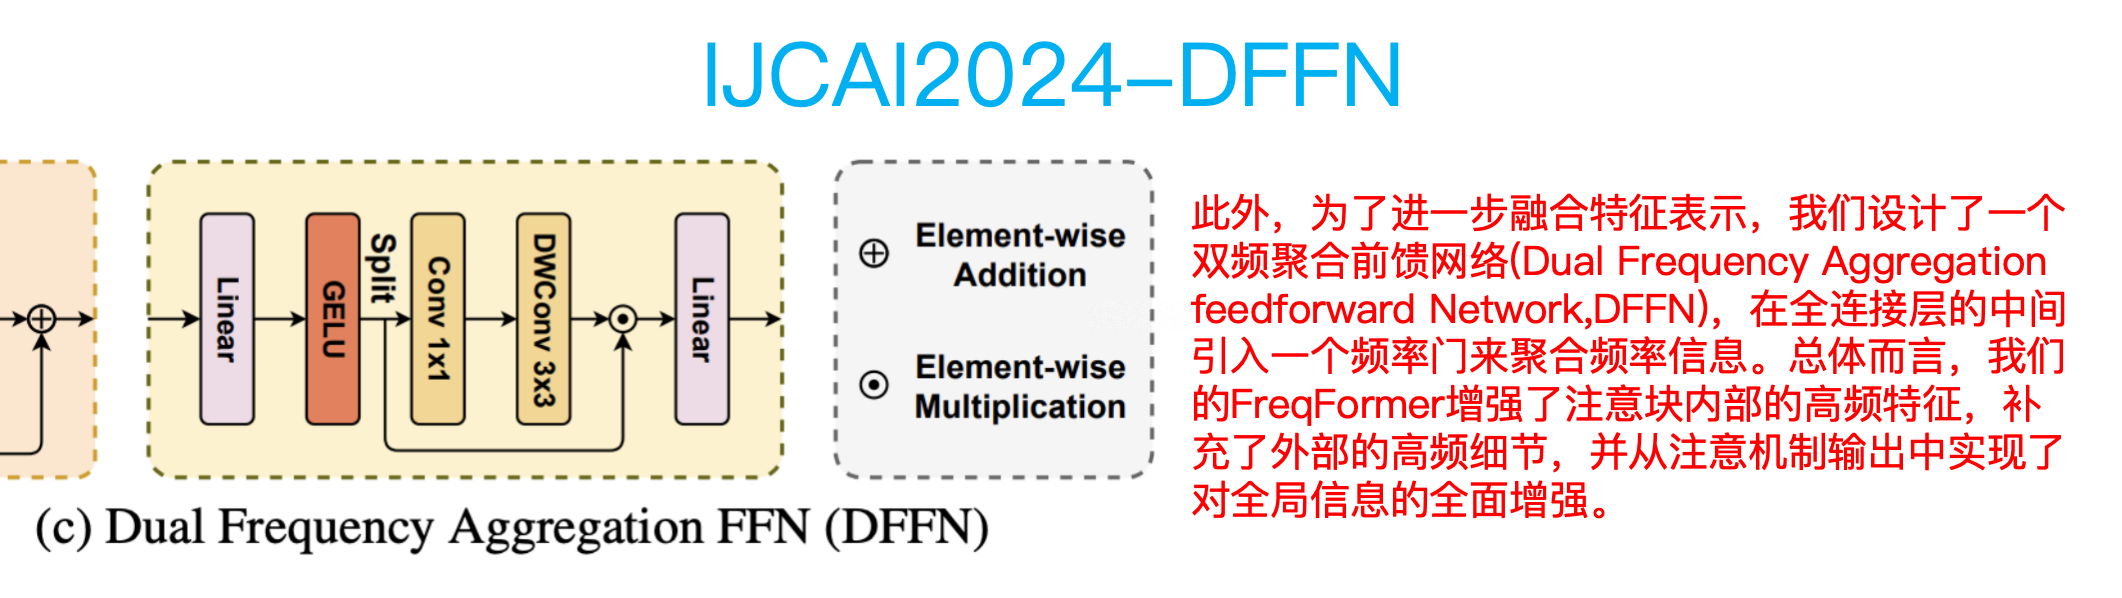 IJCAI2024-DFFN
Linear
GELU
Split
Conv 1x1
DWConv 3x3
Linear
Element-wise
Addition
Element-wise
Multiplication
(c) Dual Frequency Aggregation FFN (DFFN)
此外，为了进一步融合特征表示，我们设计了一个
双频聚合前馈网络(Dual Frequency Aggregation
feedforward Network,DFFN)，在全连接层的中间
引入一个频率门来聚合频率信息。总体而言，我们
的FreqFormer增强了注意块内部的高频特征，补
充了外部的高频细节，并从注意机制输出中实现了
对全局信息的全面增强。